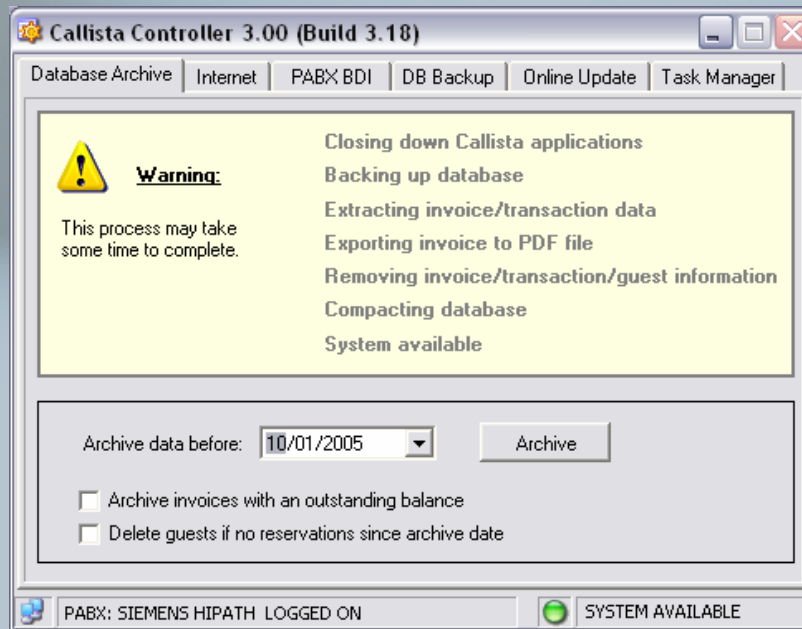 Callista Controller 3.00 (Build 3.18)
Database Archive Internet PABX BDI DB Backup Online Update Task Manager
Warning:
This process may take
some time to complete.
Closing down Callista applications
Backing up database
Extracting invoice/transaction data
Exporting invoice to PDF file
Removing invoice/transaction/guest information
Compacting database
System available
Archive data before: 10/01/2005 Archive
Archive invoices with an outstanding balance
Delete guests if no reservations since archive date
PABX: SIEMENS HIPATH LOGGED ON SYSTEM AVAILABLE